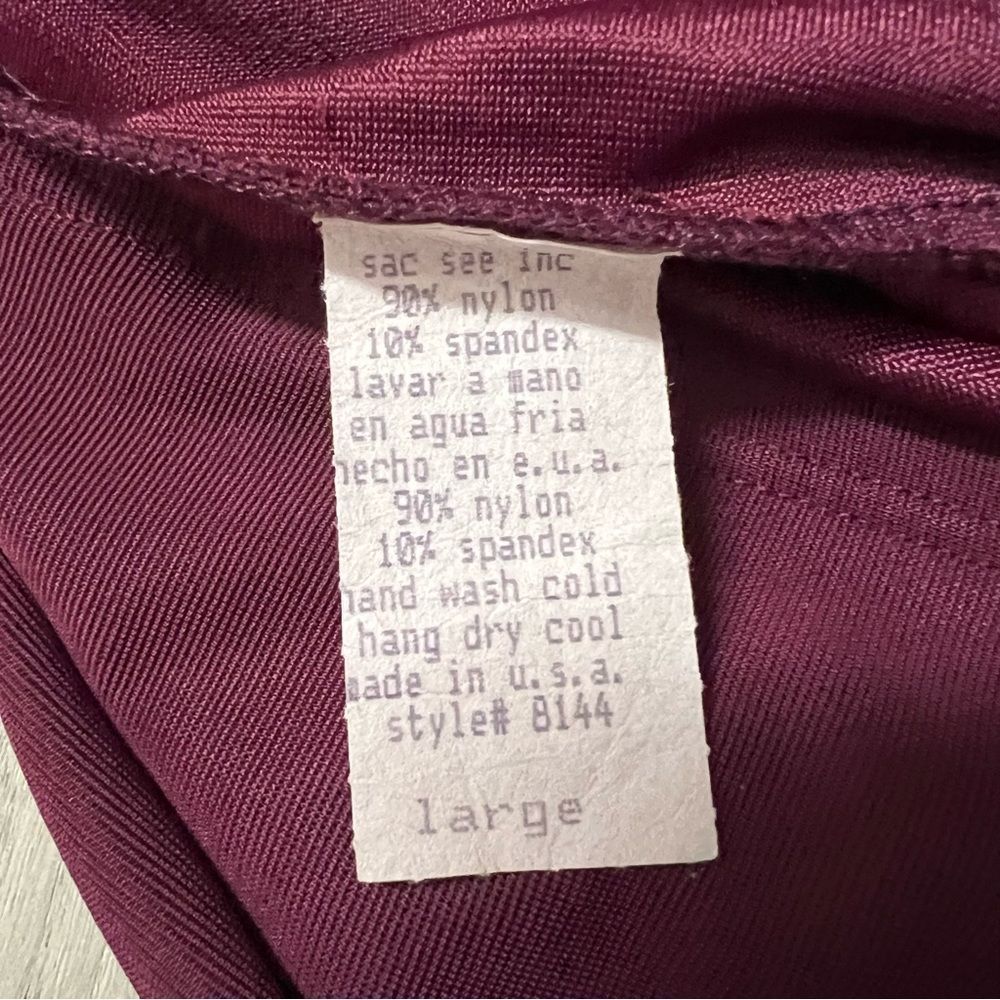 sac see inc
90% nylon
10% spandex
lavar a mano
en agua fria
hecho en e.u.a.
90% nylon
10% spandex
hand wash cold
hang dry cool
made in u.s.a.
style# 8144
large